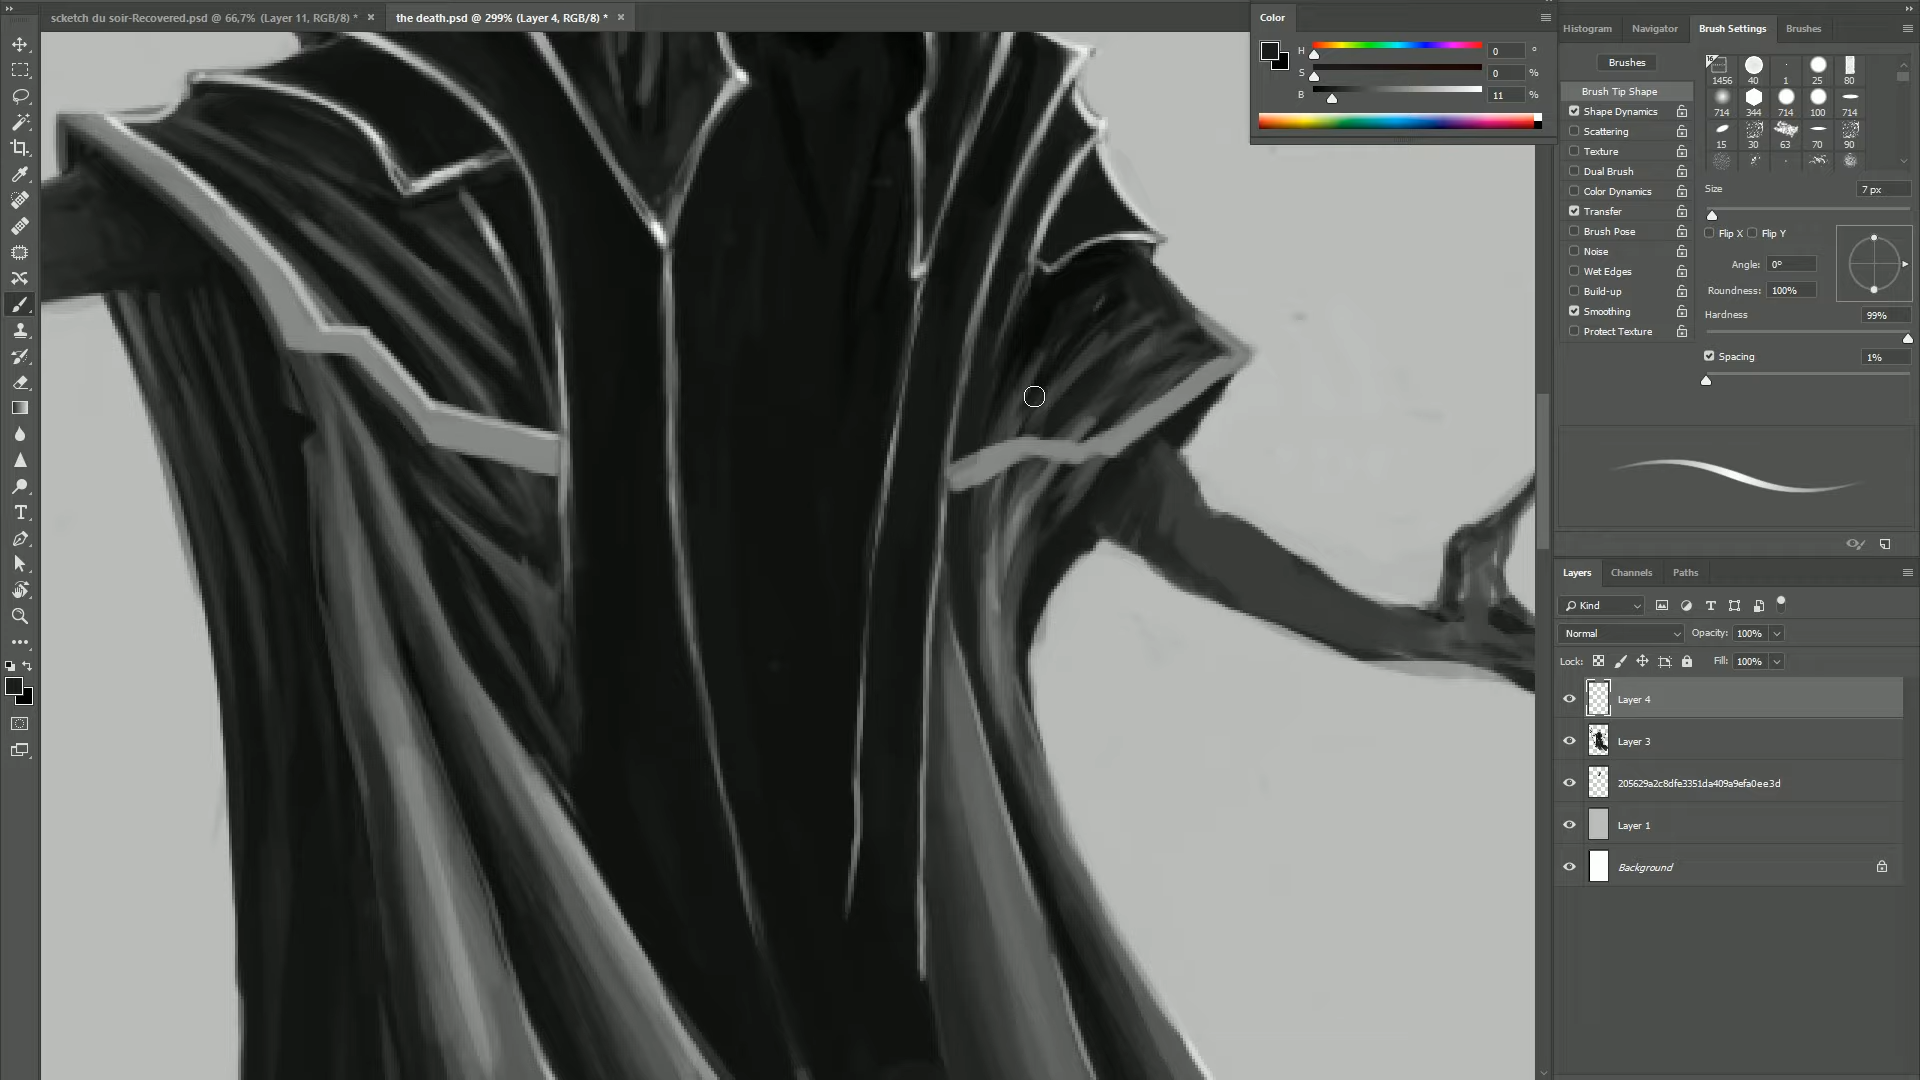 scketch du soir-Recovered.psd @ 66,7% (Layer 11, RGB/8) * ×
the death.psd @ 299% (Layer 4, RGB/8) * ×
Color
H 0 °
S 0 %
B 11 %
Histogram Navigator Brush Settings Brushes
Brushes
Brush Tip Shape
Shape Dynamics
Scattering
Texture
Dual Brush
Color Dynamics
Transfer
Brush Pose
Noise
Wet Edges
Build-up
Smoothing
Protect Texture
1456 40 1 25 80
714 344 714 100 714
15 30 63 70 90
Size 7 px
Flip X Flip Y
Angle: 0°
Roundness: 100%
Hardness 99%
Spacing 1%
Layers Channels Paths
Kind
Normal Opacity: 100%
Lock: Fill: 100%
Layer 4
Layer 3
205629a2c8dfe3351da409a9efa0ee3d
Layer 1
Background